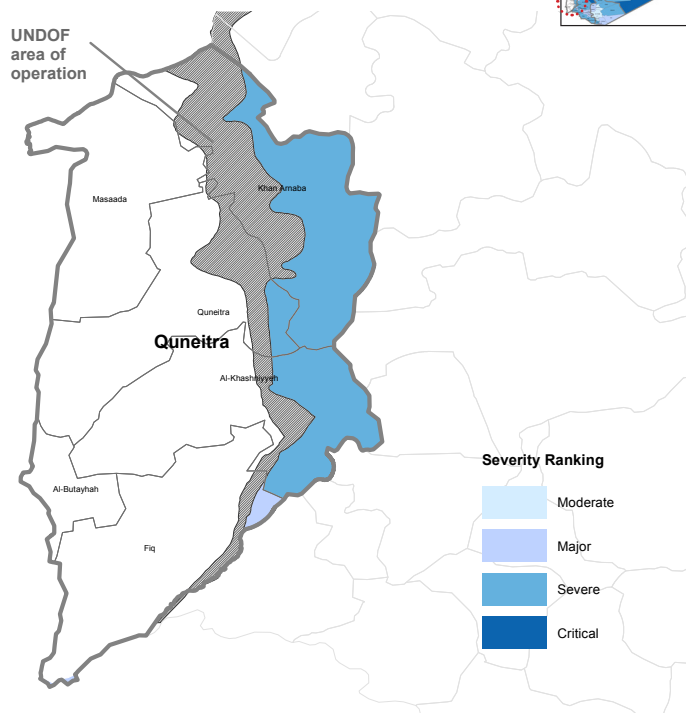 UNDOF
area of
operation
Masaada
Khan Arnaba
Quneitra
Quneitra
Al-Khashniyyeh
Al-Butayhah
Fiq
Severity Ranking
Moderate
Major
Severe
Critical